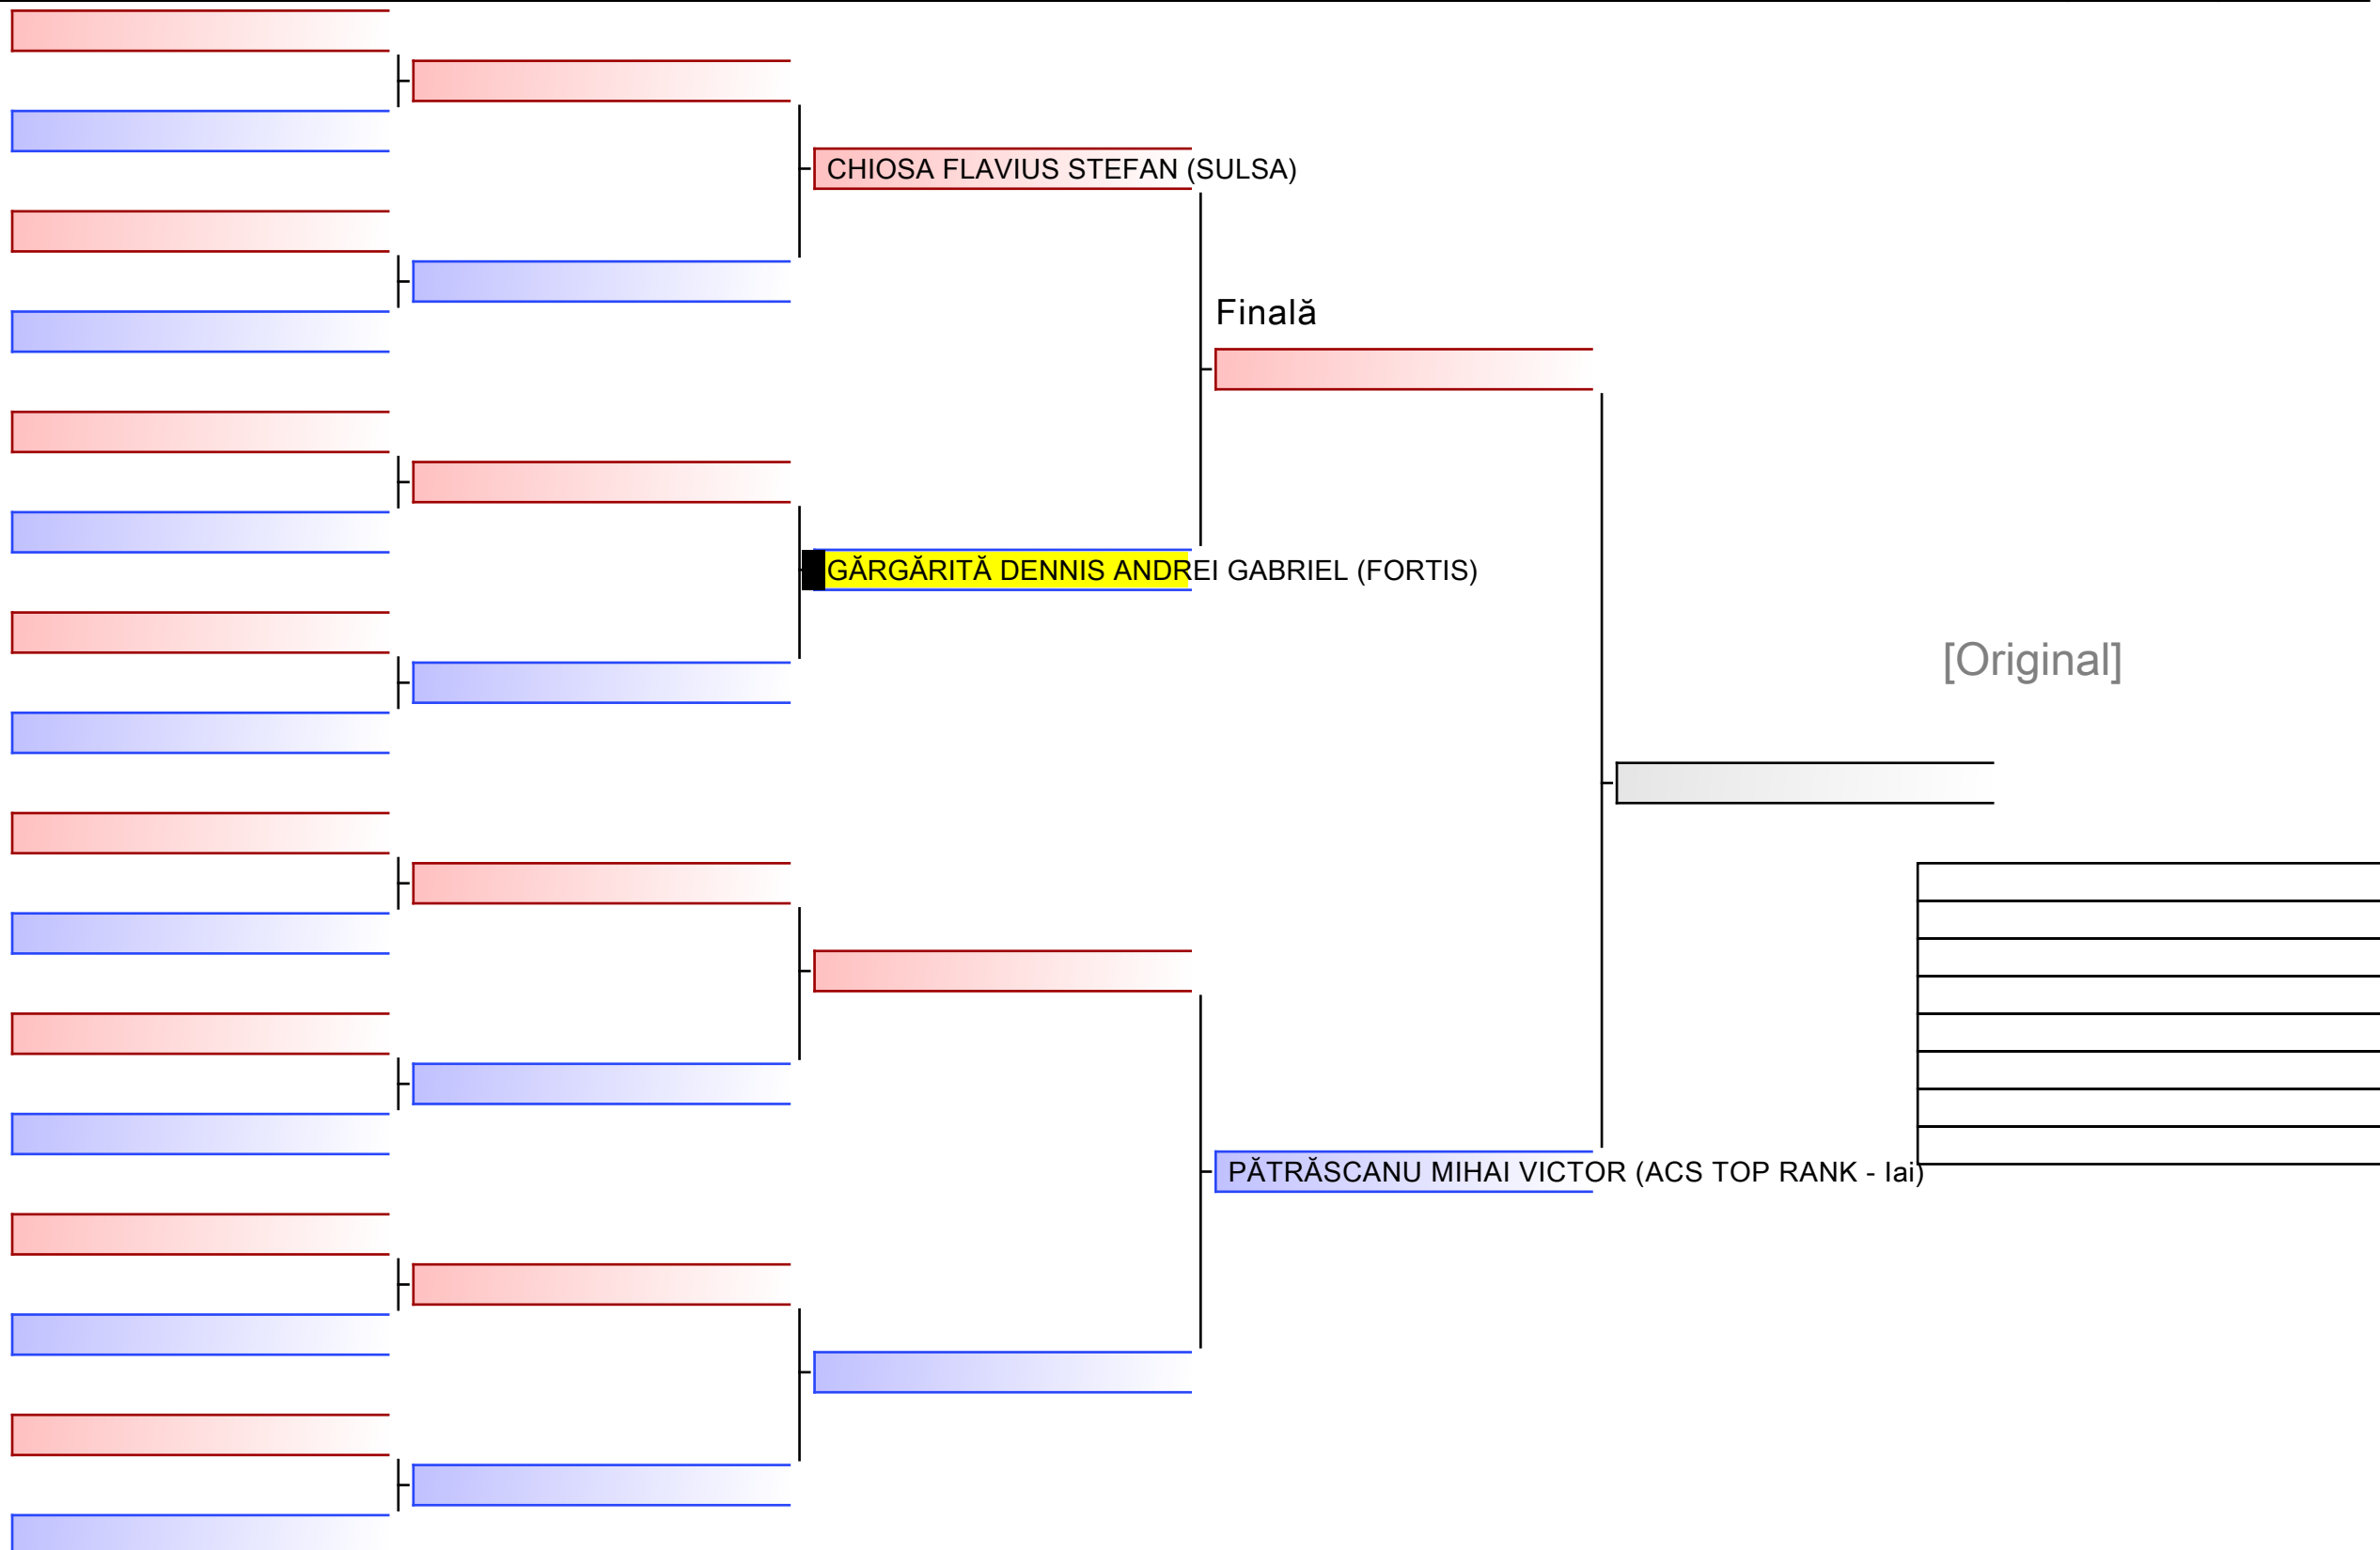 CHIOSA FLAVIUS STEFAN (SULSA)
Finală
GĂRGĂRITĂ DENNIS ANDREI GABRIEL (FORTIS)
[Original]
PĂTRĂSCANU MIHAI VICTOR (ACS TOP RANK - Iai)